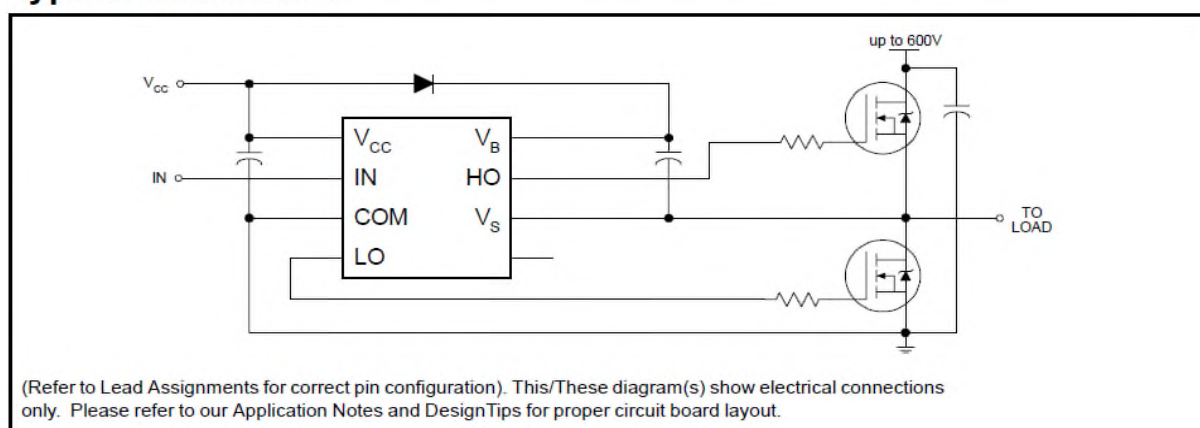 up to 600V
VCC
VCC
VB
IN
IN
HO
COM
VS
TO
LOAD
LO
(Refer to Lead Assignments for correct pin configuration). This/These diagram(s) show electrical connections
only. Please refer to our Application Notes and DesignTips for proper circuit board layout.